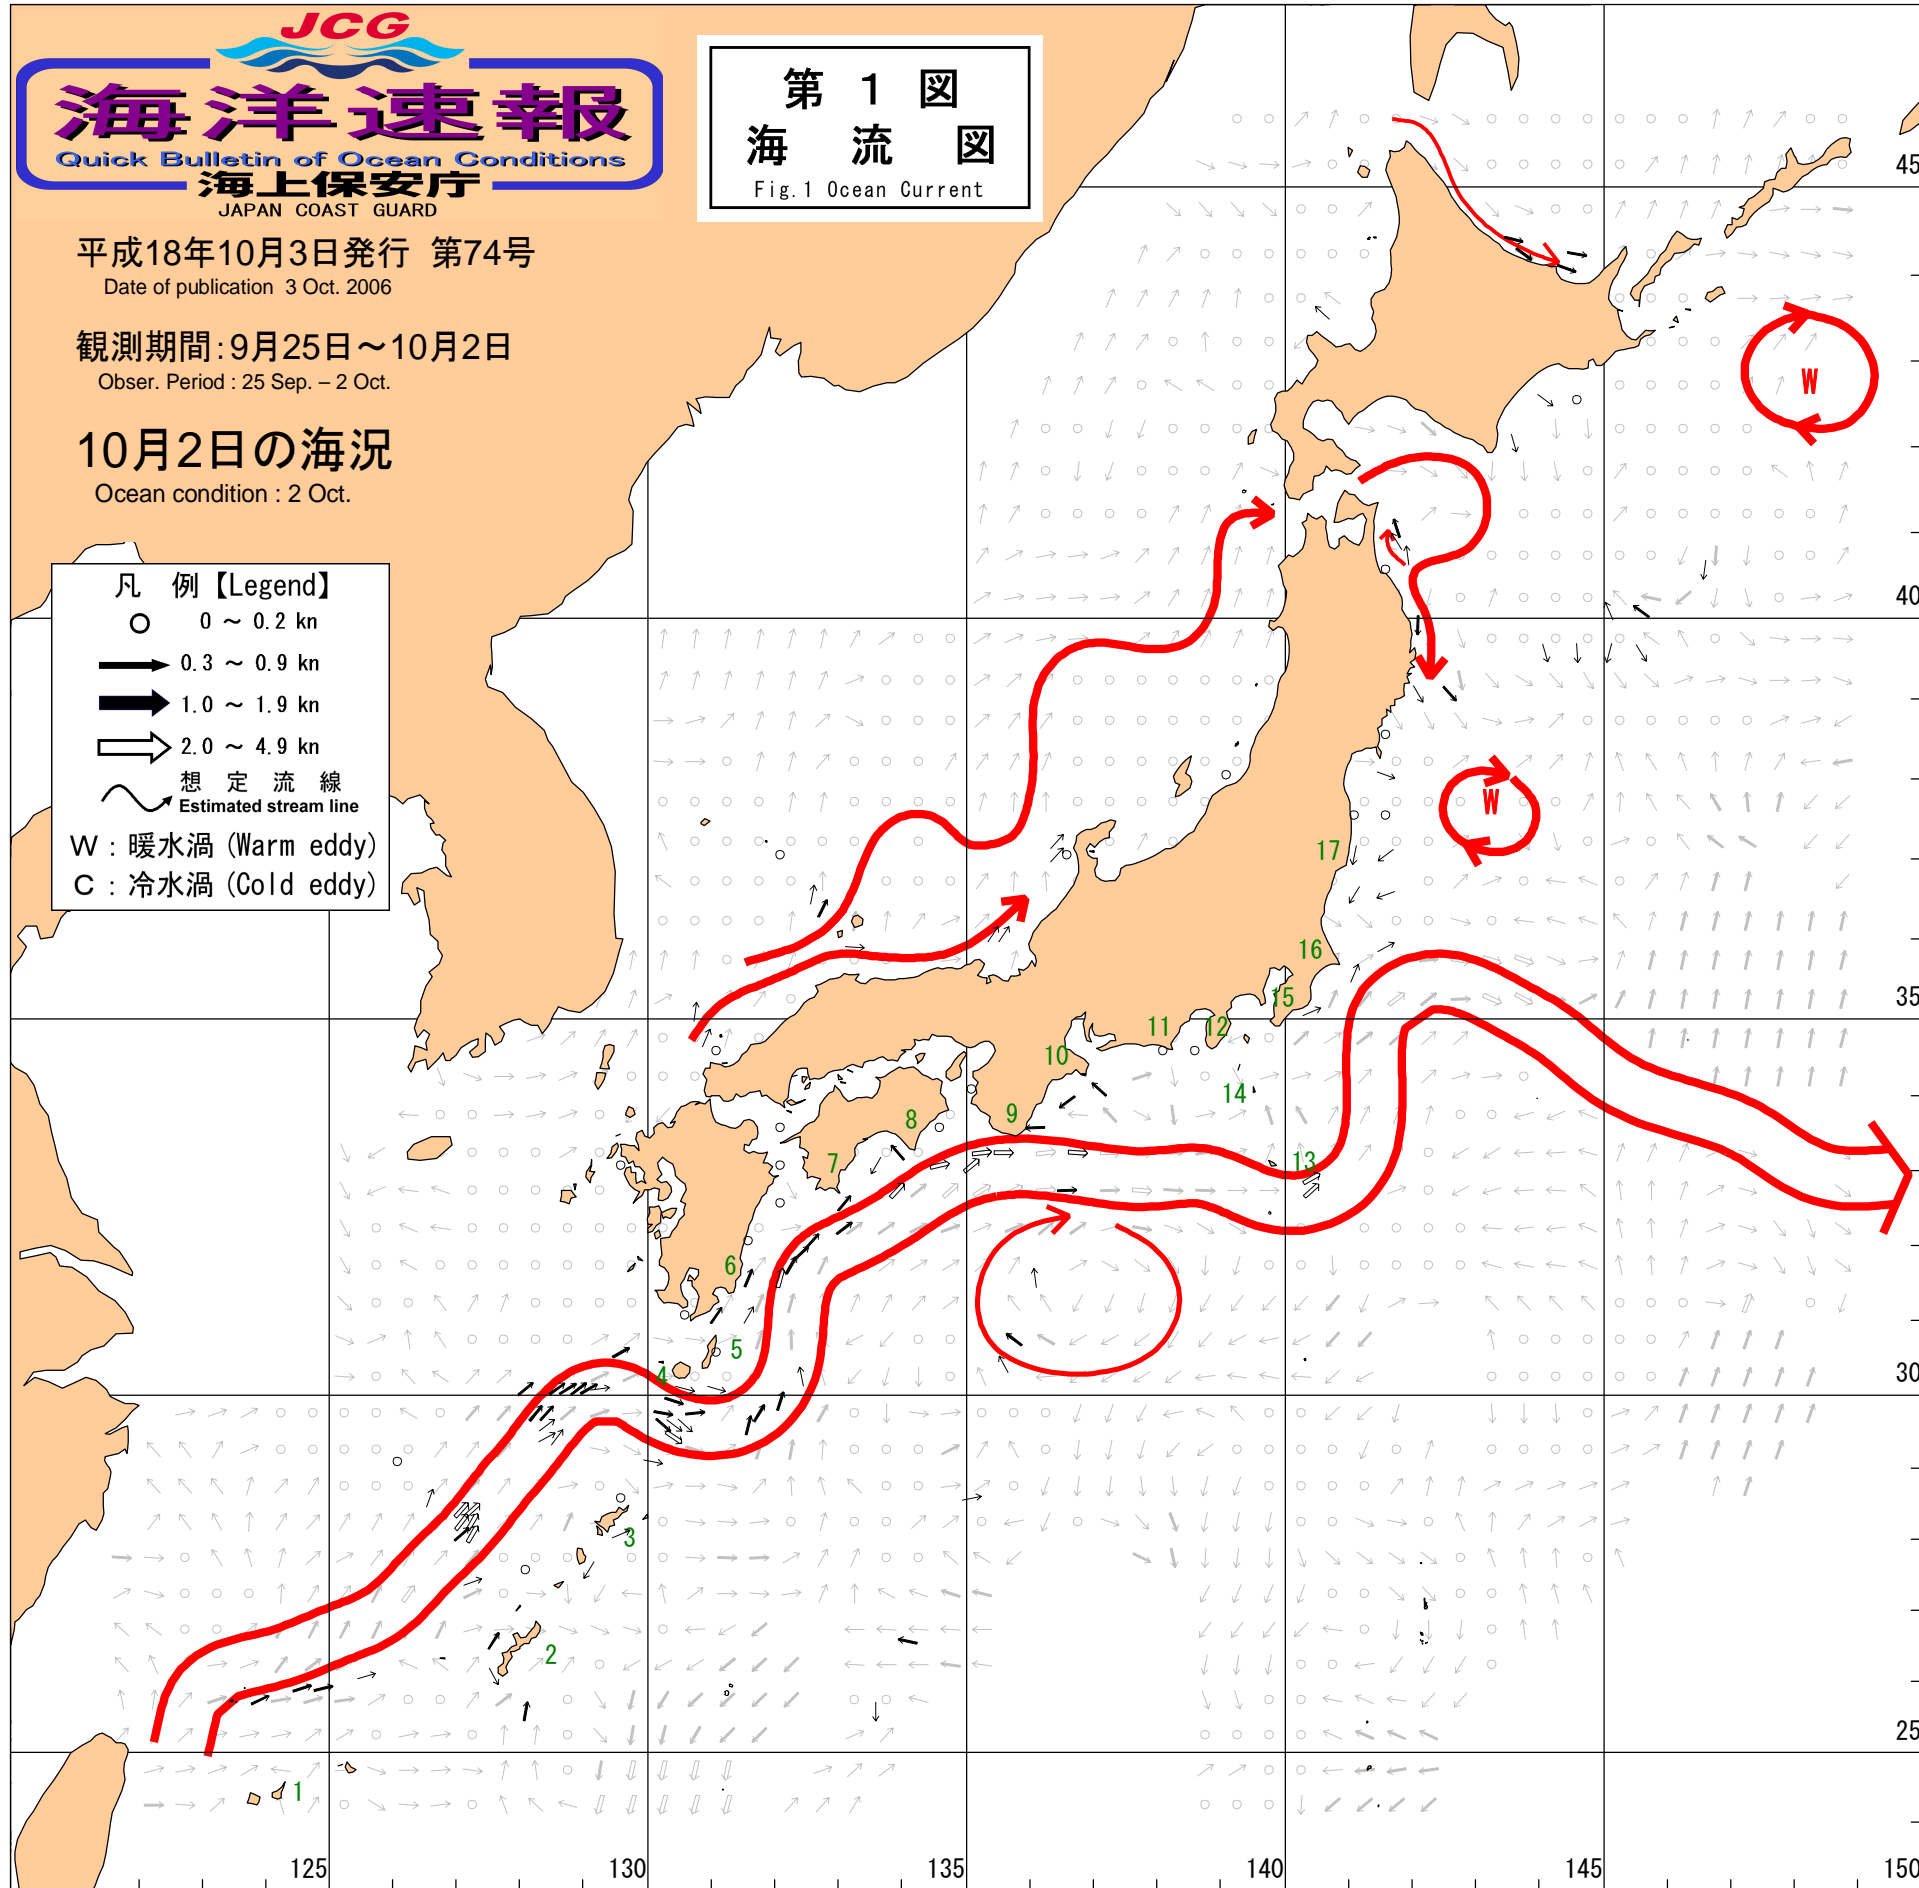 JCG
海洋速報
Quick Bulletin of Ocean Conditions
海上保安庁
JAPAN COAST GUARD
平成18年10月3日発行 第74号
Date of publication 3 Oct. 2006
観測期間：9月25日～10月2日
Obser. Period : 25 Sep. – 2 Oct.
10月2日の海況
Ocean condition : 2 Oct.
第 1 図
海 流 図
Fig.1 Ocean Current
凡 例【Legend】
0 ～ 0.2 kn
0.3 ～ 0.9 kn
1.0 ～ 1.9 kn
2.0 ～ 4.9 kn
想 定 流 線
Estimated stream line
W : 暖水渦 (Warm eddy)
C : 冷水渦 (Cold eddy)
45
W
40
W
17
16
35
15
12
11
10
14
9
8
7
13
6
5
4
30
3
2
25
1
125
130
135
140
145
150